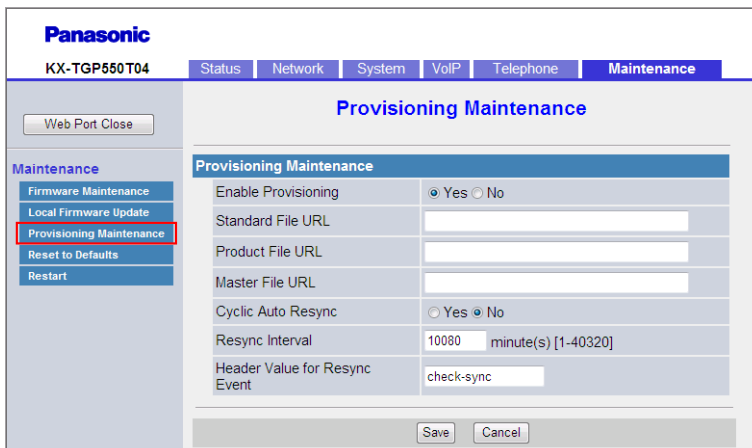 Panasonic
KX-TGP550T04
Status Network System VoIP Telephone Maintenance
Web Port Close
Maintenance
Firmware Maintenance
Local Firmware Update
Provisioning Maintenance
Reset to Defaults
Restart
Provisioning Maintenance
Provisioning Maintenance
Enable Provisioning Yes No
Standard File URL
Product File URL
Master File URL
Cyclic Auto Resync Yes No
Resync Interval 10080 minute(s) [1-40320]
Header Value for Resync
Event check-sync
Save Cancel